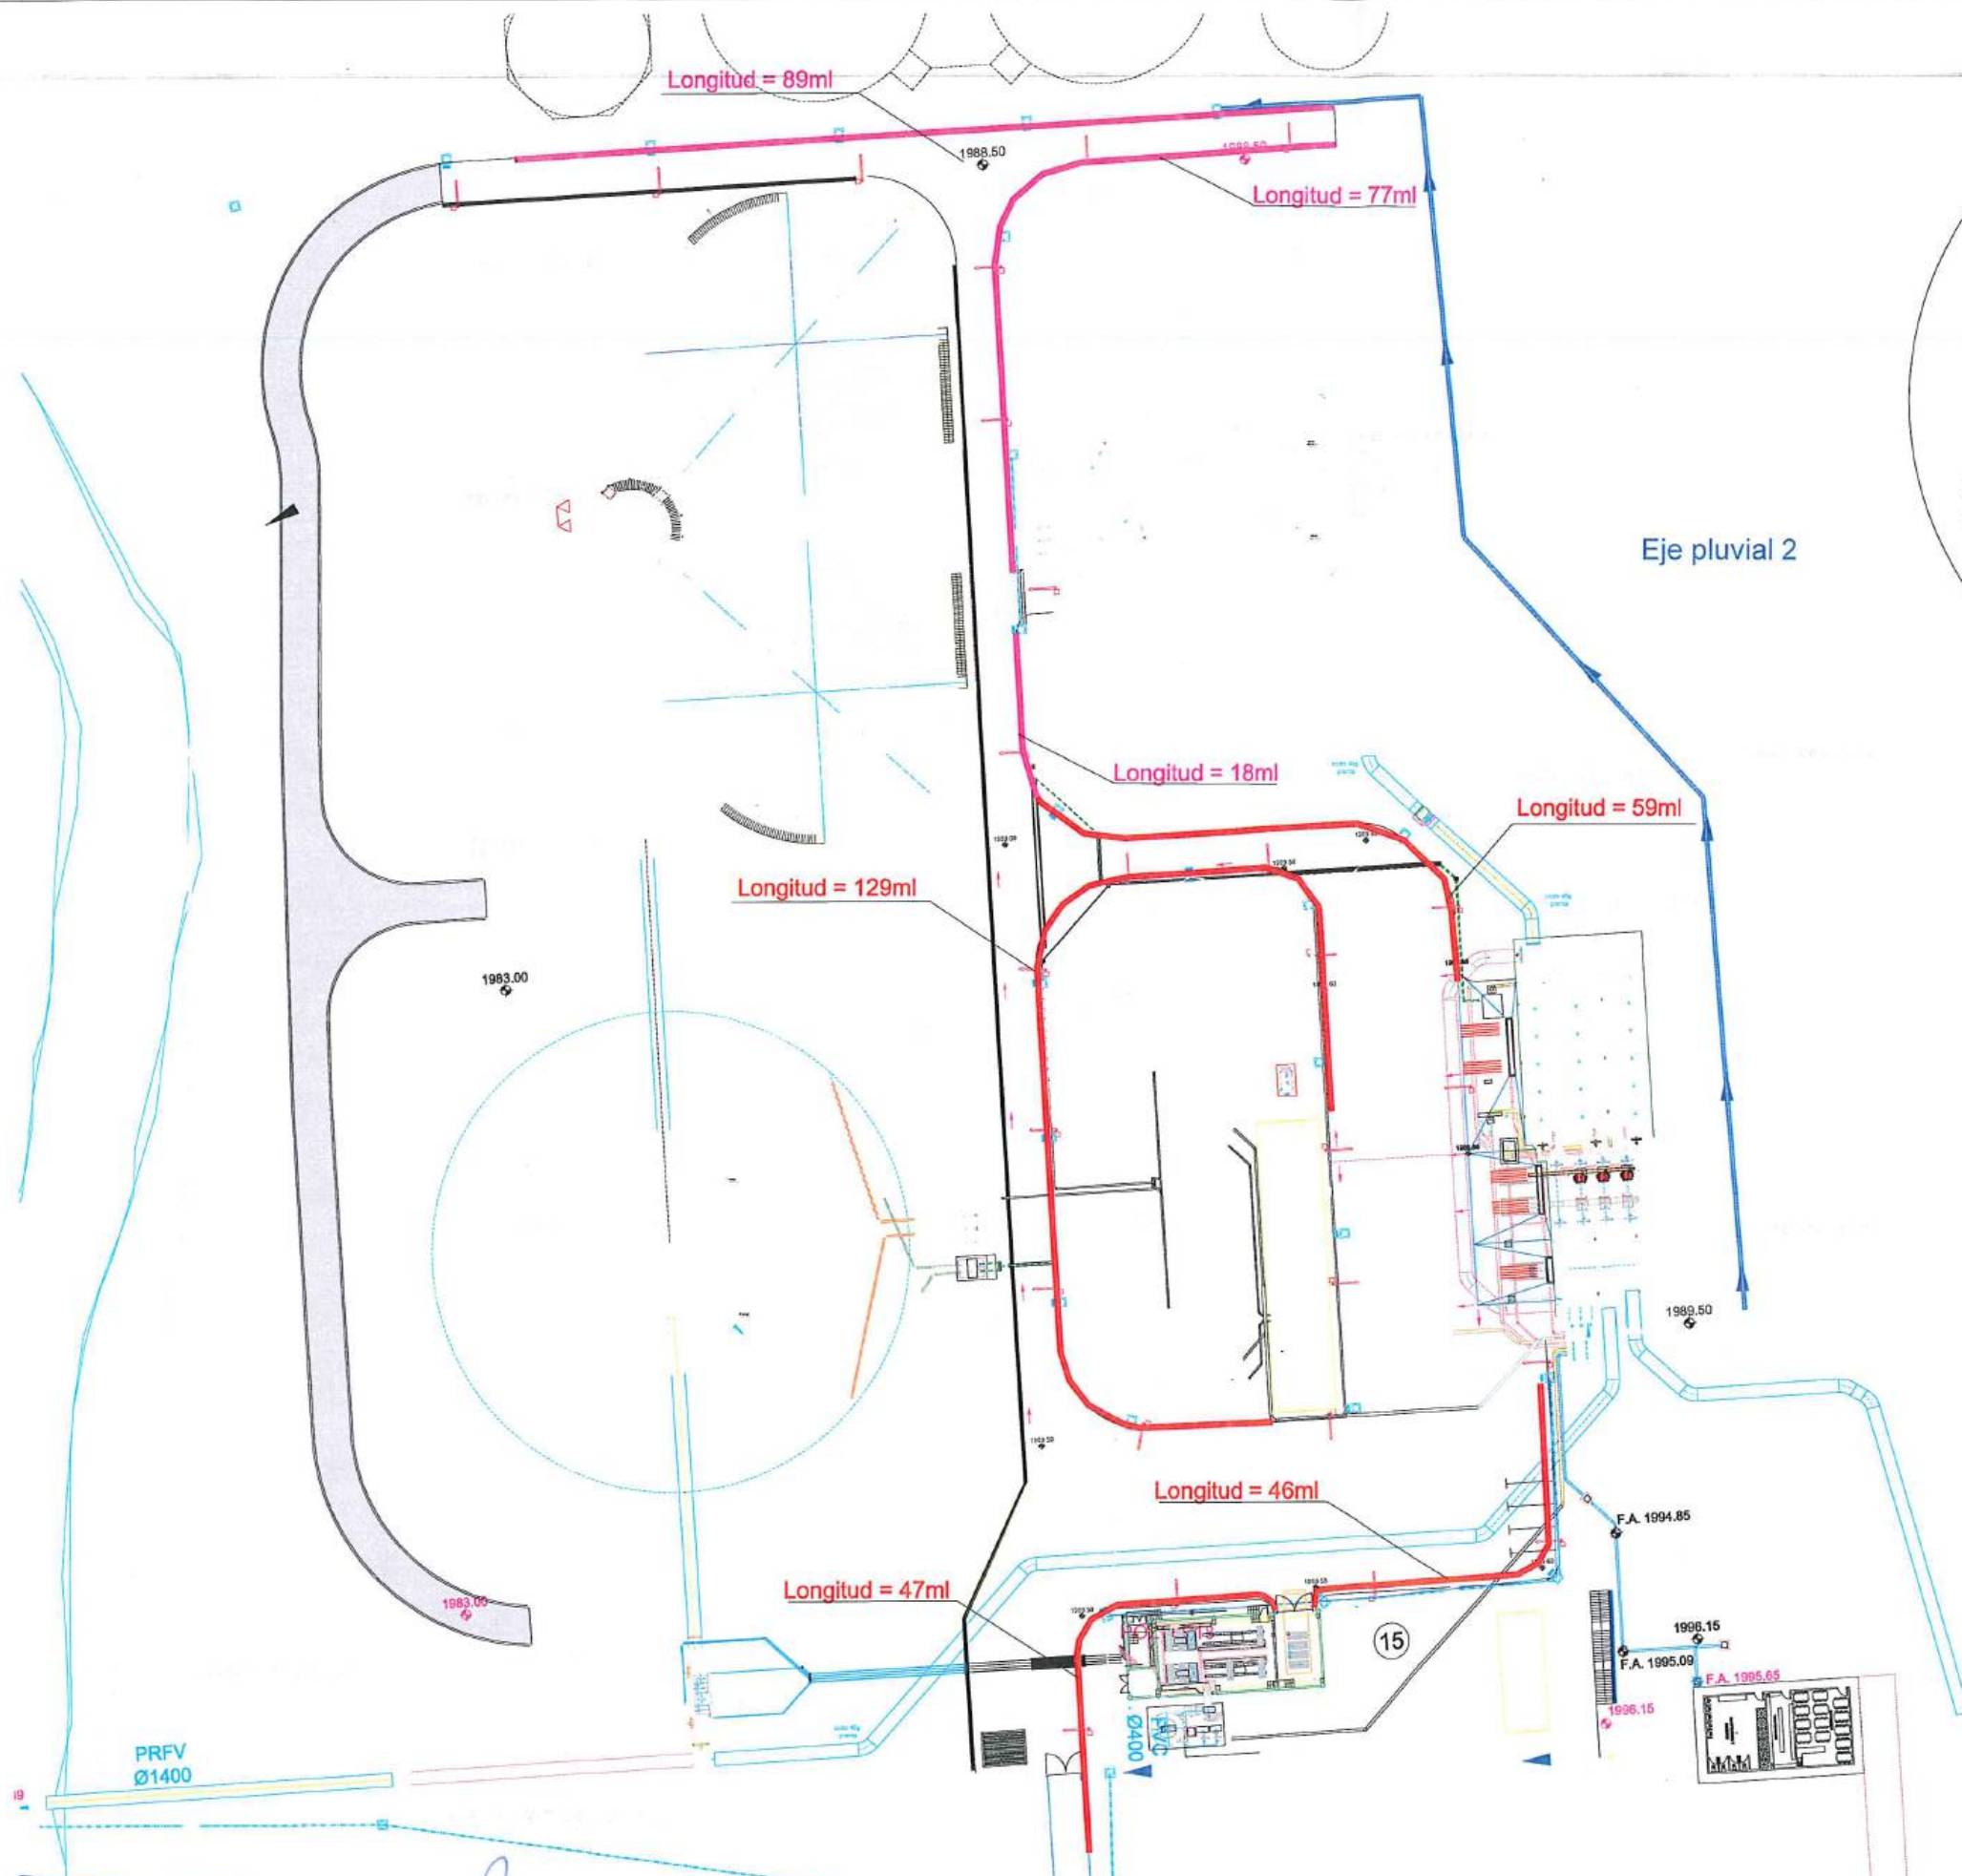 Longitud = 89ml
1988.50
1988.50
Longitud = 77ml
Eje pluvial 2
Longitud = 18ml
Longitud = 59ml
Longitud = 129ml
1983.00
1989.50
Longitud = 46ml
F.A. 1994.85
Longitud = 47ml
1983.00
15
1996.15
F.A. 1995.09
F.A. 1995.65
1996.15
PVC
Ø400
PRFV
Ø1400